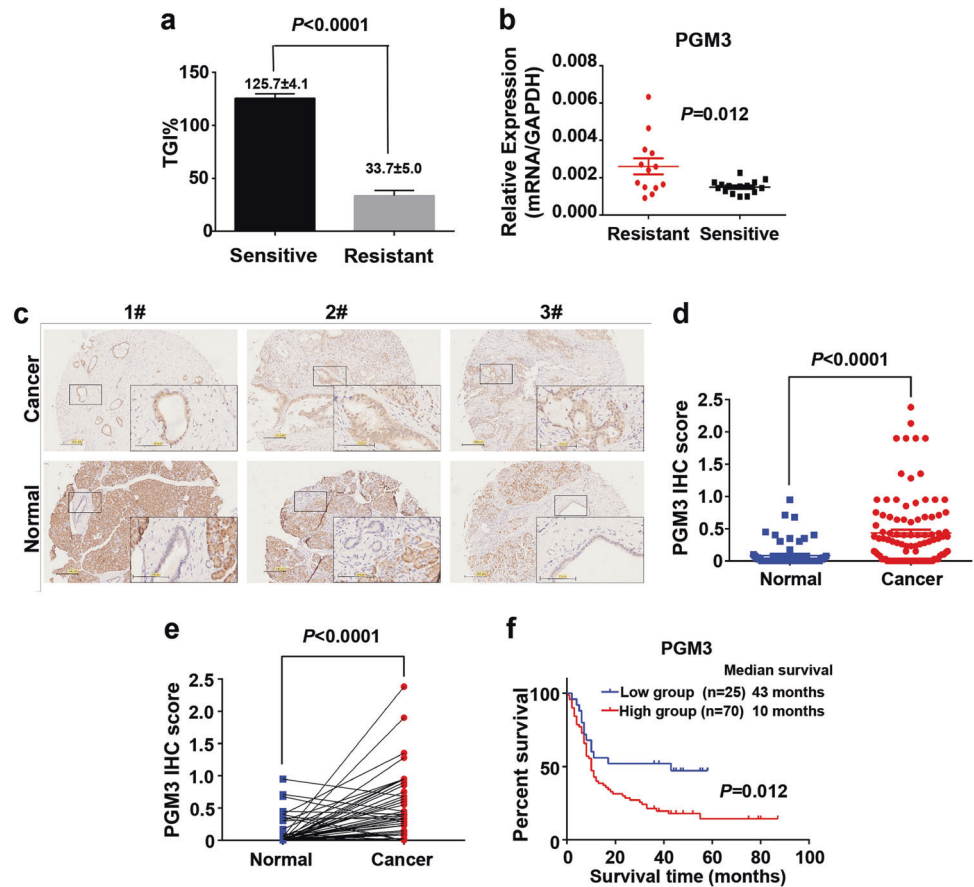 a
P<0.0001
125.7±4.1
33.7±5.0
TGI%
150
100
50
0
Sensitive
Resistant
b
PGM3
P=0.012
Relative Expression
(mRNA/GAPDH)
0.008
0.006
0.004
0.002
0.000
Resistant
Sensitive
c
1#
2#
3#
Cancer
Normal
d
P<0.0001
PGM3 IHC score
2.5
2.0
1.5
1.0
0.5
0
Normal
Cancer
e
P<0.0001
PGM3 IHC score
2.5
2.0
1.5
1.0
0.5
0
Normal
Cancer
f
PGM3
Median survival
Low group (n=25) 43 months
High group (n=70) 10 months
P=0.012
Percent survival
100
50
0
0 20 40 60 80 100
Survival time (months)